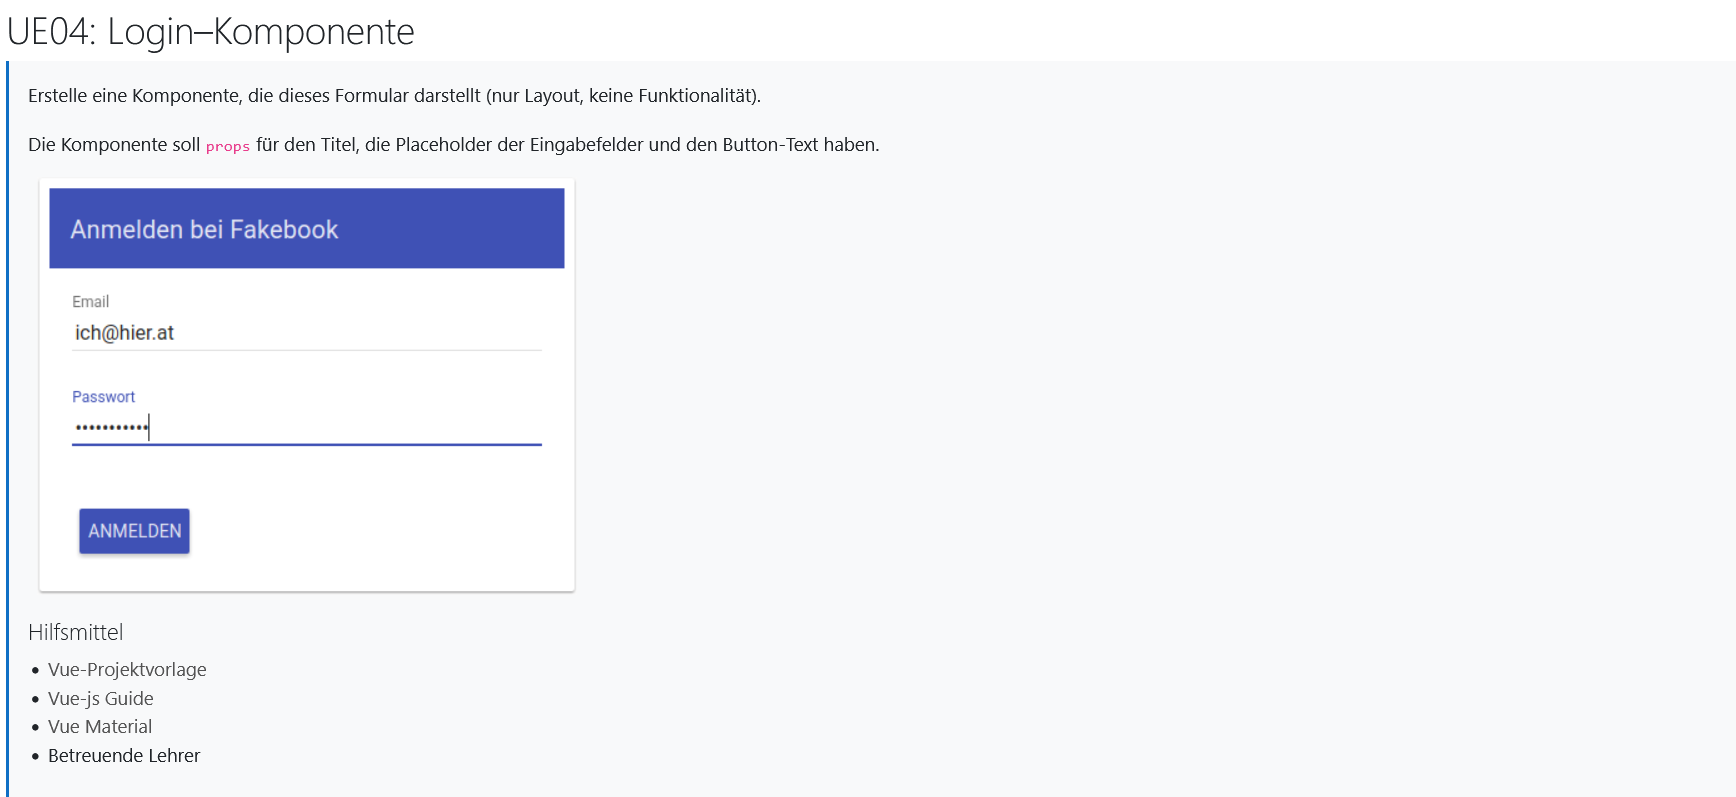 UE04: Login–Komponente
Erstelle eine Komponente, die dieses Formular darstellt (nur Layout, keine Funktionalität).
Die Komponente soll props für den Titel, die Placeholder der Eingabefelder und den Button-Text haben.
Anmelden bei Fakebook
Email
ich@hier.at
Passwort
•••••••••••
ANMELDEN
Hilfsmittel
• Vue-Projektvorlage
• Vue-js Guide
• Vue Material
• Betreuende Lehrer